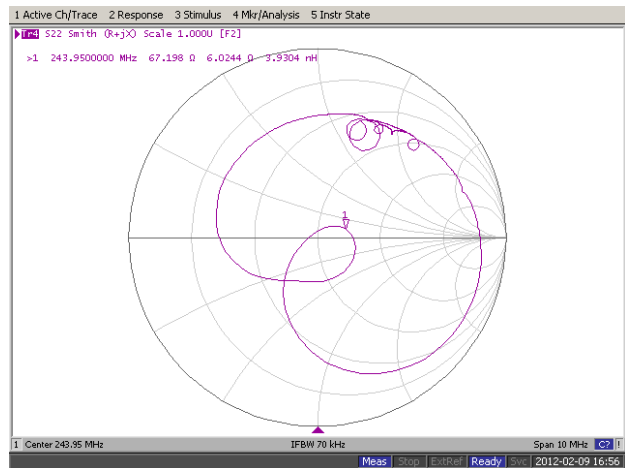 1 Active Ch/Trace 2 Response 3 Stimulus 4 Mkr/Analysis 5 Instr State
Tr4 S22 Smith (R+jX) Scale 1.000U [F2]
>1 243.9500000 MHz 67.198 Ω 6.0244 Ω 3.9304 nH
1
1 Center 243.95 MHz IFBW 70 kHz Span 10 MHz C? !
Meas Stop ExtRef Ready Svc 2012-02-09 16:56